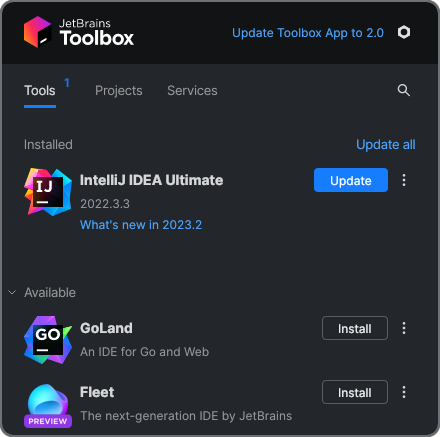 JetBrains
Toolbox
Update Toolbox App to 2.0
Tools 1
Projects
Services
Installed
Update all
IJ
IntelliJ IDEA Ultimate
2022.3.3
What's new in 2023.2
Update
Available
GO
GoLand
An IDE for Go and Web
Install
Fleet
PREVIEW
The next-generation IDE by JetBrains
Install